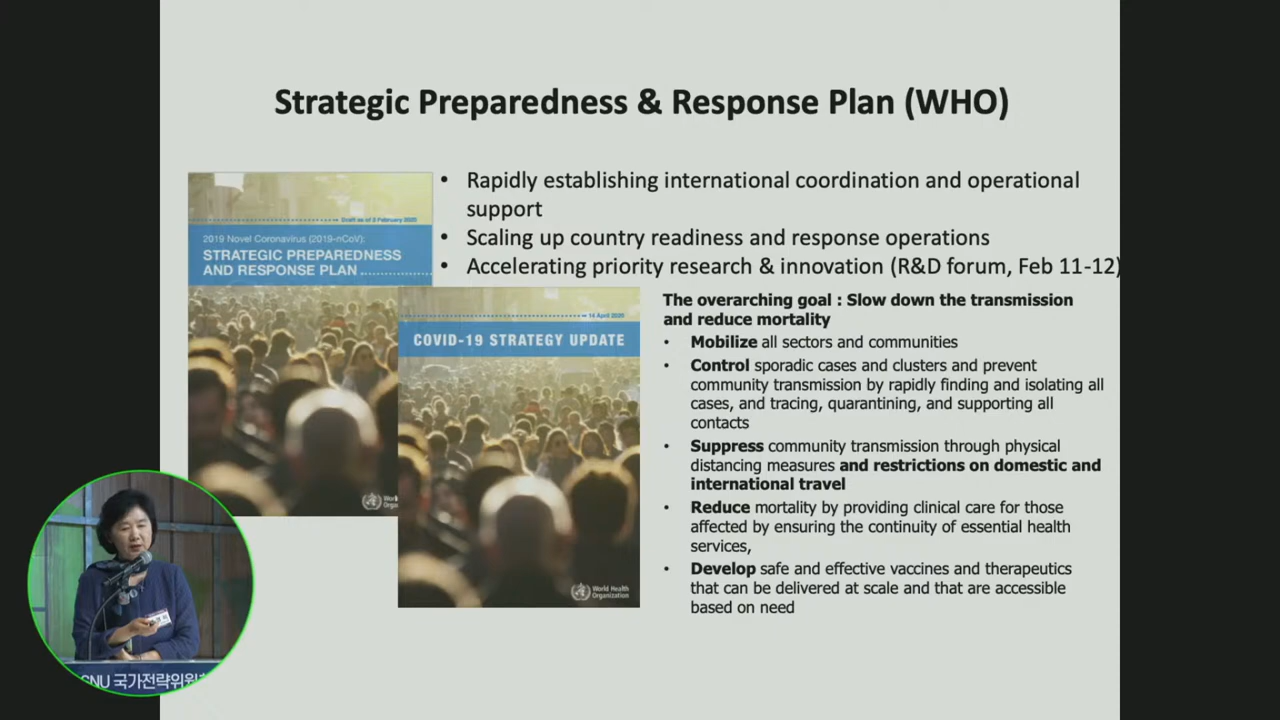 Strategic Preparedness & Response Plan (WHO)
• Rapidly establishing international coordination and operational
support
• Scaling up country readiness and response operations
• Accelerating priority research & innovation (R&D forum, Feb 11-12)
Draft as of 3 February 2020
2019 Novel Coronavirus (2019-nCoV):
STRATEGIC PREPAREDNESS
AND RESPONSE PLAN
14 April 2020
COVID-19 STRATEGY UPDATE
World Health
Organization
The overarching goal : Slow down the transmission
and reduce mortality
• Mobilize all sectors and communities
• Control sporadic cases and clusters and prevent
community transmission by rapidly finding and isolating all
cases, and tracing, quarantining, and supporting all
contacts
• Suppress community transmission through physical
distancing measures and restrictions on domestic and
international travel
• Reduce mortality by providing clinical care for those
affected by ensuring the continuity of essential health
services,
• Develop safe and effective vaccines and therapeutics
that can be delivered at scale and that are accessible
based on need
국가전략위원회